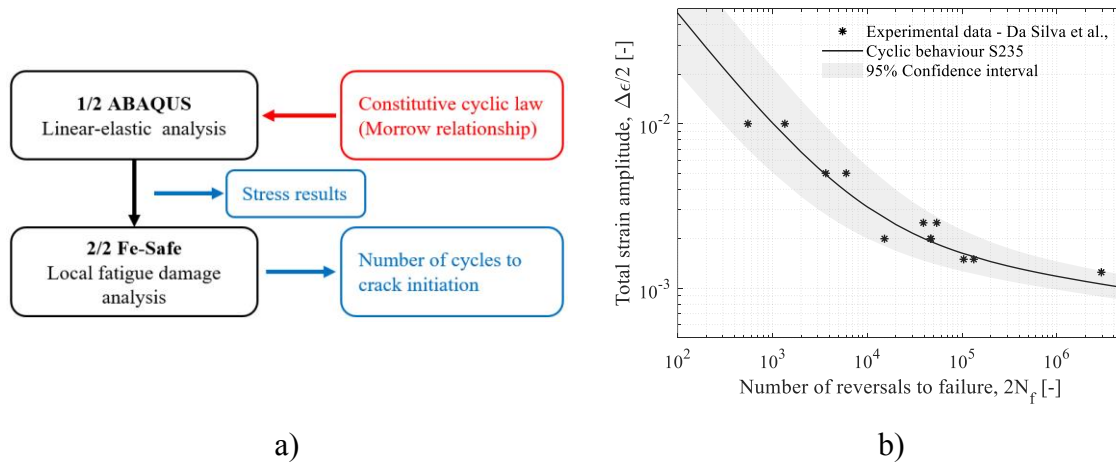 1/2 ABAQUS
Linear-elastic analysis
Constitutive cyclic law
(Morrow relationship)
Stress results
2/2 Fe-Safe
Local fatigue damage
analysis
Number of cycles to
crack initiation
a)
Experimental data - Da Silva et al.,
Cyclic behaviour S235
95% Confidence interval
Total strain amplitude, Δϵ/2 [-]
10^-2
10^-3
10^2
10^3
10^4
10^5
10^6
Number of reversals to failure, 2N_f [-]
b)